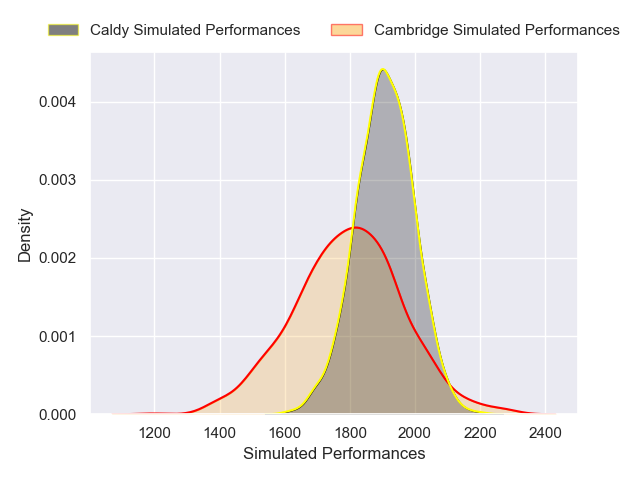 Caldy Simulated Performances Cambridge Simulated Performances
0.004
0.003
0.002
0.001
0.000
Density
1200 1400 1600 1800 2000 2200 2400
Simulated Performances